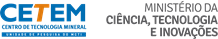 CETEM
CENTRO DE TECNOLOGIA MINERAL
UNIDADE DE PESQUISA DO MCTI
MINISTÉRIO DA
CIÊNCIA, TECNOLOGIA
E INOVAÇÕES